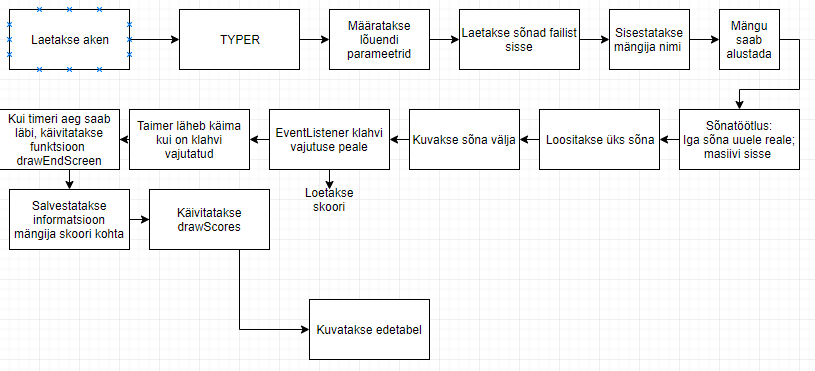 Laetakse aken
TYPER
Määratakse
lõuendi
parameetrid
Laetakse sõnad failist
sisse
Sisestatakse
mängija nimi
Mängu
saab
alustada
Sõnatöötlus:
Iga sõna uuele reale;
masiivi sisse
Loositakse üks sõna
Kuvakse sõna välja
EventListener klahvi
vajutuse peale
Loetakse
skoori
Taimer läheb käima
kui on klahvi
vajutatud
Kui timeri aeg saab
läbi, käivitatakse
funktsioon
drawEndScreen
Salvestatakse
informatsioon
mängija skoori kohta
Käivitatakse
drawScores
Kuvatakse edetabel